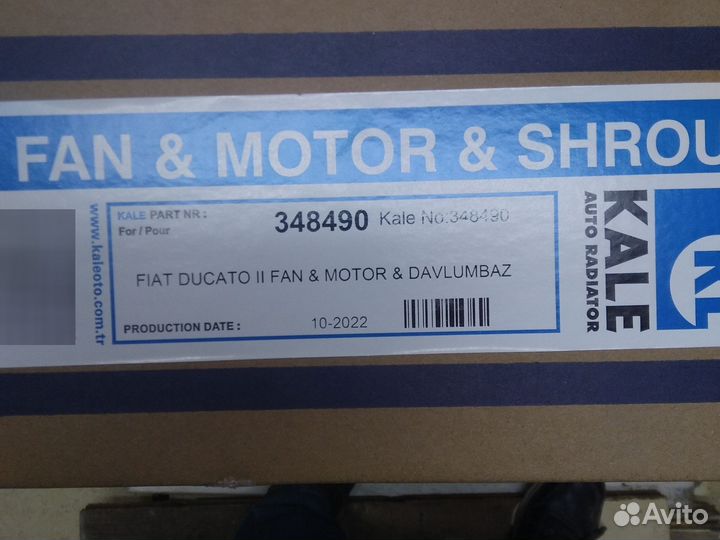 FAN & MOTOR & SHROU
www.kaleoto.com.tr
KALE PART NR :
348490 Kale No:348490
For / Pour
FIAT DUCATO II FAN & MOTOR & DAVLUMBAZ
PRODUCTION DATE :
10-2022
KALE
AUTO RADIATOR
Avito